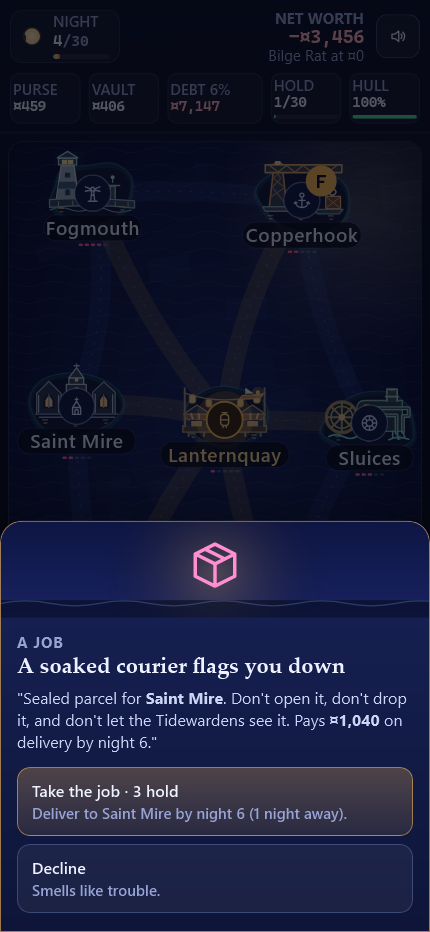 NIGHT
4/30
NET WORTH
−¤3,456
Bilge Rat at ¤0
PURSE
¤459
VAULT
¤406
DEBT 6%
¤7,147
HOLD
1/30
HULL
100%
F
Fogmouth
Copperhook
Saint Mire
Lanternquay
Sluices
A JOB
A soaked courier flags you down
"Sealed parcel for Saint Mire. Don't open it, don't drop
it, and don't let the Tidewardens see it. Pays ¤1,040 on
delivery by night 6."
Take the job · 3 hold
Deliver to Saint Mire by night 6 (1 night away).
Decline
Smells like trouble.